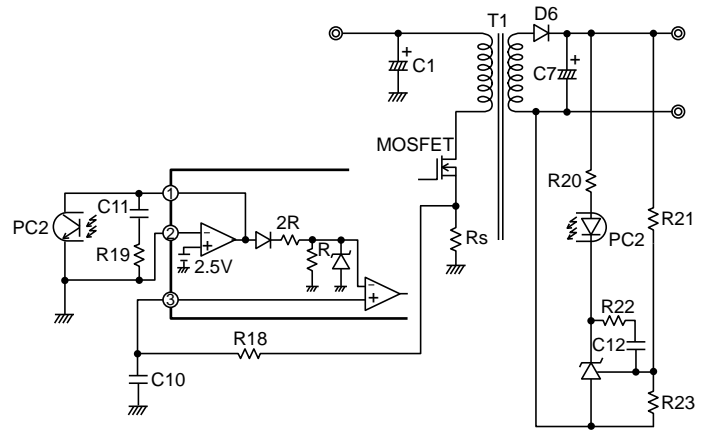 T1
D6
C1
C7
MOSFET
R20
PC2
C11
1
2R
R21
PC2
2
R
Rs
R19
2.5V
3
R22
C12
R18
C10
R23
+
+
−
+
−
+